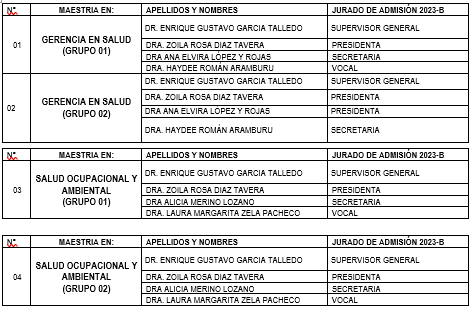 N° MAESTRIA EN: APELLIDOS Y NOMBRES JURADO DE ADMISIÓN 2023-B
01 GERENCIA EN SALUD (GRUPO 01)
DR. ENRIQUE GUSTAVO GARCIA TALLEDO SUPERVISOR GENERAL
DRA. ZOILA ROSA DIAZ TAVERA PRESIDENTA
DRA ANA ELVIRA LÓPEZ Y ROJAS SECRETARIA
DRA. HAYDEE ROMÁN ARAMBURU VOCAL
02 GERENCIA EN SALUD (GRUPO 02)
DR. ENRIQUE GUSTAVO GARCIA TALLEDO SUPERVISOR GENERAL
DRA. ZOILA ROSA DIAZ TAVERA PRESIDENTA
DRA ANA ELVIRA LÓPEZ Y ROJAS PRESIDENTA
DRA. HAYDEE ROMÁN ARAMBURU SECRETARIA
N° MAESTRIA EN: APELLIDOS Y NOMBRES JURADO DE ADMISIÓN 2023-B
03 SALUD OCUPACIONAL Y AMBIENTAL (GRUPO 01)
DR. ENRIQUE GUSTAVO GARCIA TALLEDO SUPERVISOR GENERAL
DRA. ZOILA ROSA DIAZ TAVERA PRESIDENTA
DRA ALICIA MERINO LOZANO SECRETARIA
DRA. LAURA MARGARITA ZELA PACHECO VOCAL
N° MAESTRIA EN: APELLIDOS Y NOMBRES JURADO DE ADMISIÓN 2023-B
04 SALUD OCUPACIONAL Y AMBIENTAL (GRUPO 02)
DR. ENRIQUE GUSTAVO GARCIA TALLEDO SUPERVISOR GENERAL
DRA. ZOILA ROSA DIAZ TAVERA PRESIDENTA
DRA ALICIA MERINO LOZANO SECRETARIA
DRA. LAURA MARGARITA ZELA PACHECO VOCAL